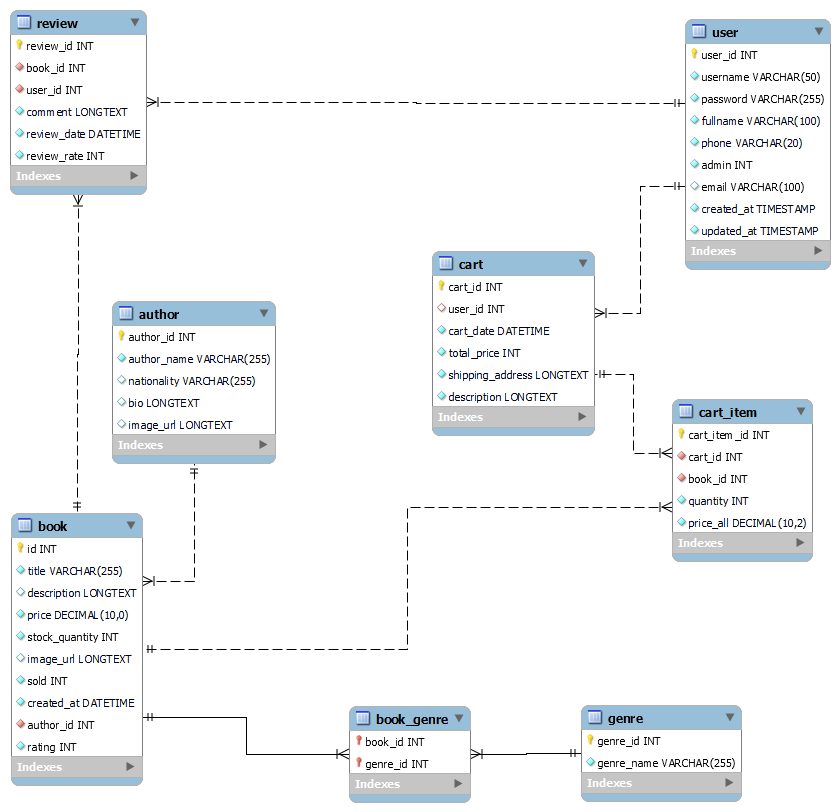 review
review_id INT
book_id INT
user_id INT
comment LONGTEXT
review_date DATETIME
review_rate INT
Indexes
user
user_id INT
username VARCHAR(50)
password VARCHAR(255)
fullname VARCHAR(100)
phone VARCHAR(20)
admin INT
email VARCHAR(100)
created_at TIMESTAMP
updated_at TIMESTAMP
Indexes
cart
cart_id INT
user_id INT
cart_date DATETIME
total_price INT
shipping_address LONGTEXT
description LONGTEXT
Indexes
author
author_id INT
author_name VARCHAR(255)
nationality VARCHAR(255)
bio LONGTEXT
image_url LONGTEXT
Indexes
cart_item
cart_item_id INT
cart_id INT
book_id INT
quantity INT
price_all DECIMAL(10,2)
Indexes
book
id INT
title VARCHAR(255)
description LONGTEXT
price DECIMAL(10,0)
stock_quantity INT
image_url LONGTEXT
sold INT
created_at DATETIME
author_id INT
rating INT
Indexes
book_genre
book_id INT
genre_id INT
Indexes
genre
genre_id INT
genre_name VARCHAR(255)
Indexes